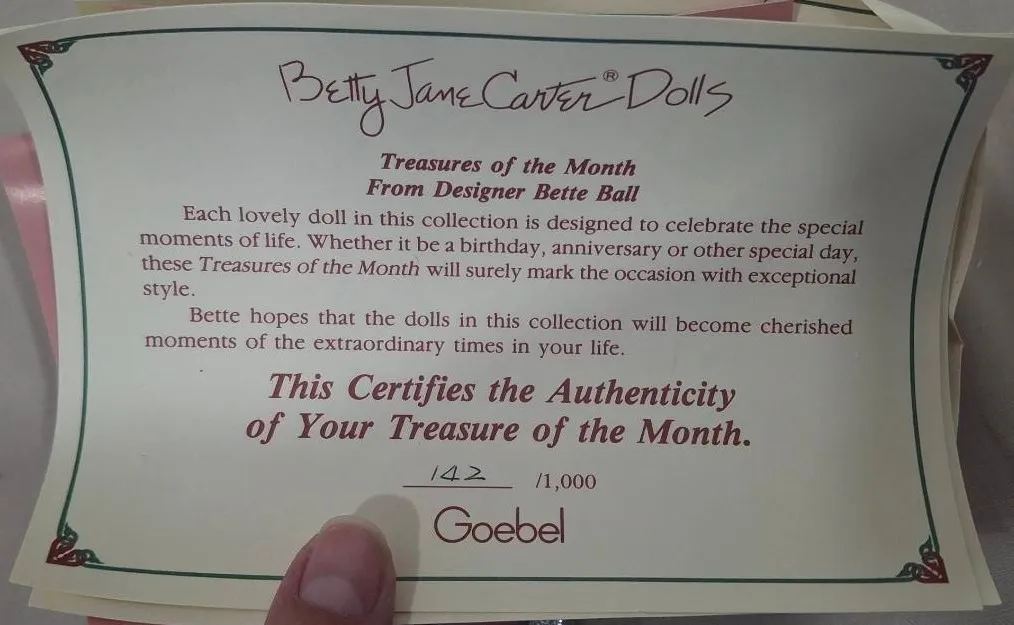 Betty Jane Carter® Dolls
Treasures of the Month
From Designer Bette Ball
Each lovely doll in this collection is designed to celebrate the special
moments of life. Whether it be a birthday, anniversary or other special day,
these Treasures of the Month will surely mark the occasion with exceptional
style.
Bette hopes that the dolls in this collection will become cherished
moments of the extraordinary times in your life.
This Certifies the Authenticity
of Your Treasure of the Month.
142 /1,000
Goebel